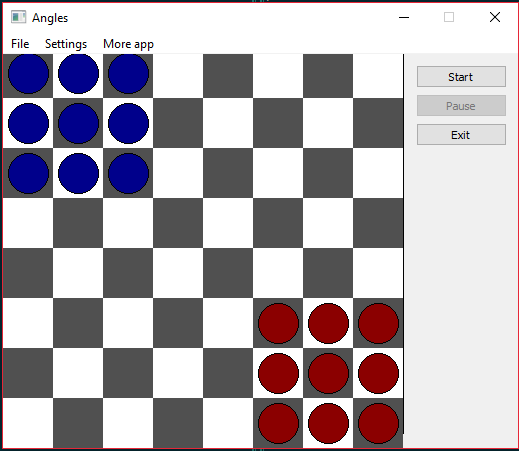 Angles
File Settings More app
Start
Pause
Exit